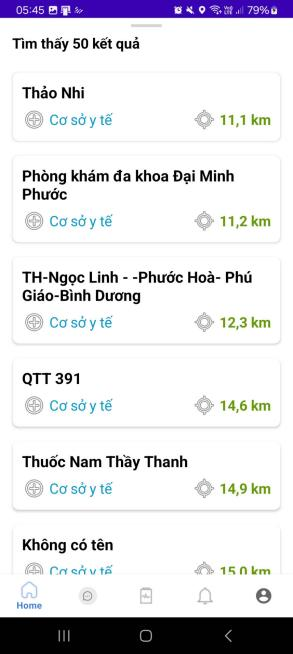 05:45 79%
Tìm thấy 50 kết quả
Thảo Nhi
Cơ sở y tế 11,1 km
Phòng khám đa khoa Đại Minh
Phước
Cơ sở y tế 11,2 km
TH-Ngọc Linh - -Phước Hoà- Phú
Giáo-Bình Dương
Cơ sở y tế 12,3 km
QTT 391
Cơ sở y tế 14,6 km
Thuốc Nam Thầy Thanh
Cơ sở y tế 14,9 km
Không có tên
Cơ sở y tế 15,0 km
Home